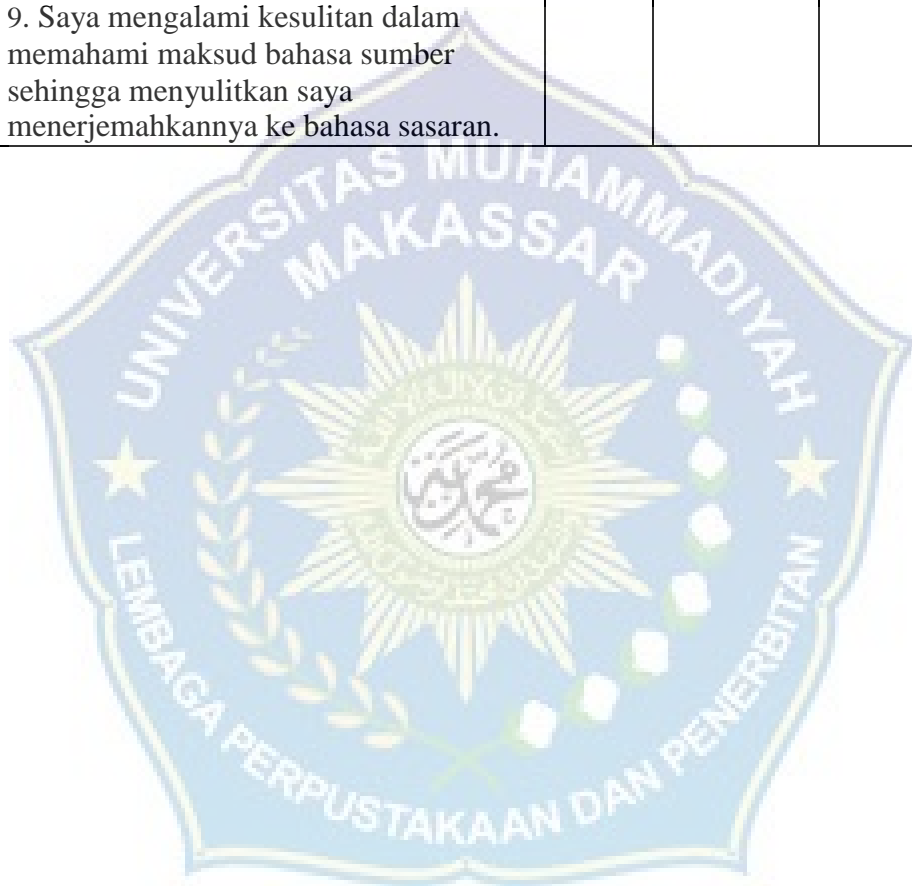 9. Saya mengalami kesulitan dalam
memahami maksud bahasa sumber
sehingga menyulitkan saya
menerjemahkannya ke bahasa sasaran.
UNIVERSITAS MUHAMMADIYAH
MAKASSAR
LEMBAGA PERPUSTAKAAN DAN PENERBITAN